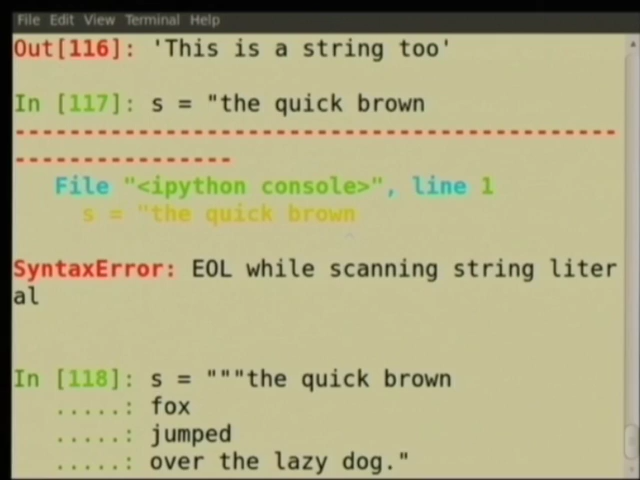 File Edit View Terminal Help
Out[116]: 'This is a string too'
In [117]: s = "the quick brown
---------------------------------------------
----------------
File "<ipython console>", line 1
s = "the quick brown
^
SyntaxError: EOL while scanning string liter
al
In [118]: s = """the quick brown
.....: fox
.....: jumped
.....: over the lazy dog."